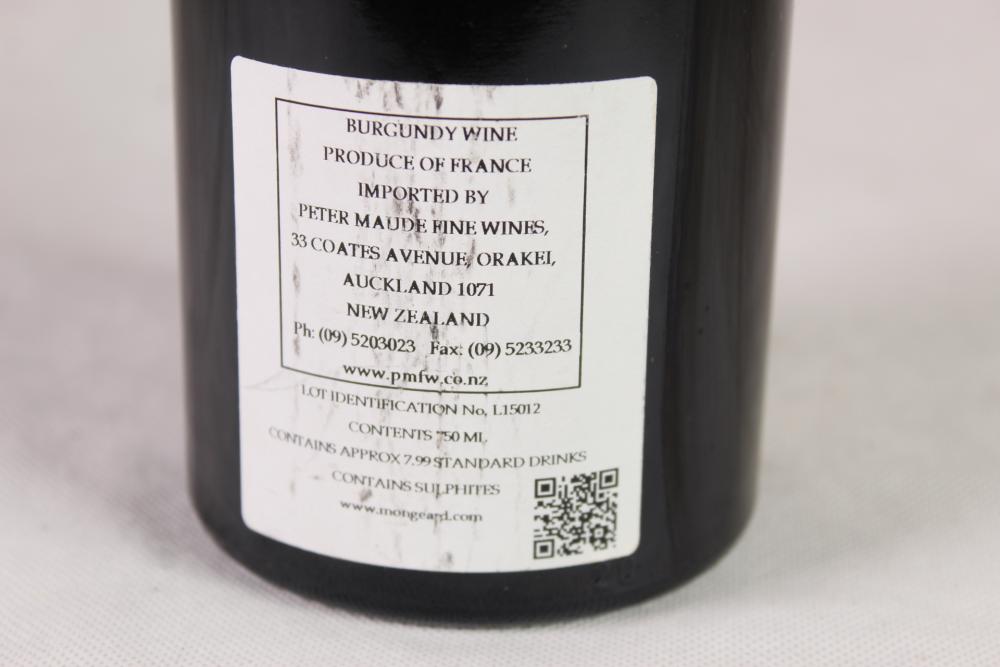 BURGUNDY WINE
PRODUCE OF FRANCE
IMPORTED BY
PETER MAUDE FINE WINES,
33 COATES AVENUE, ORAKEI,
AUCKLAND 1071
NEW ZEALAND
Ph: (09) 5203023 Fax: (09) 5233233
www.pmfw.co.nz
LOT IDENTIFICATION No, L15012
CONTENTS 750 ML
CONTAINS APPROX 7.99 STANDARD DRINKS
CONTAINS SULPHITES
www.mongeard.com